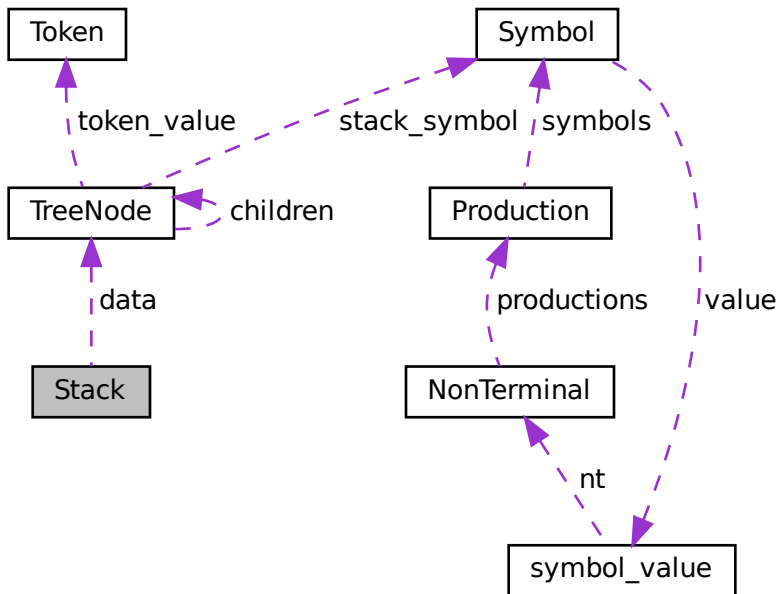 Token
Symbol
token_value
stack_symbol
symbols
TreeNode
children
Production
data
productions
value
Stack
NonTerminal
nt
symbol_value